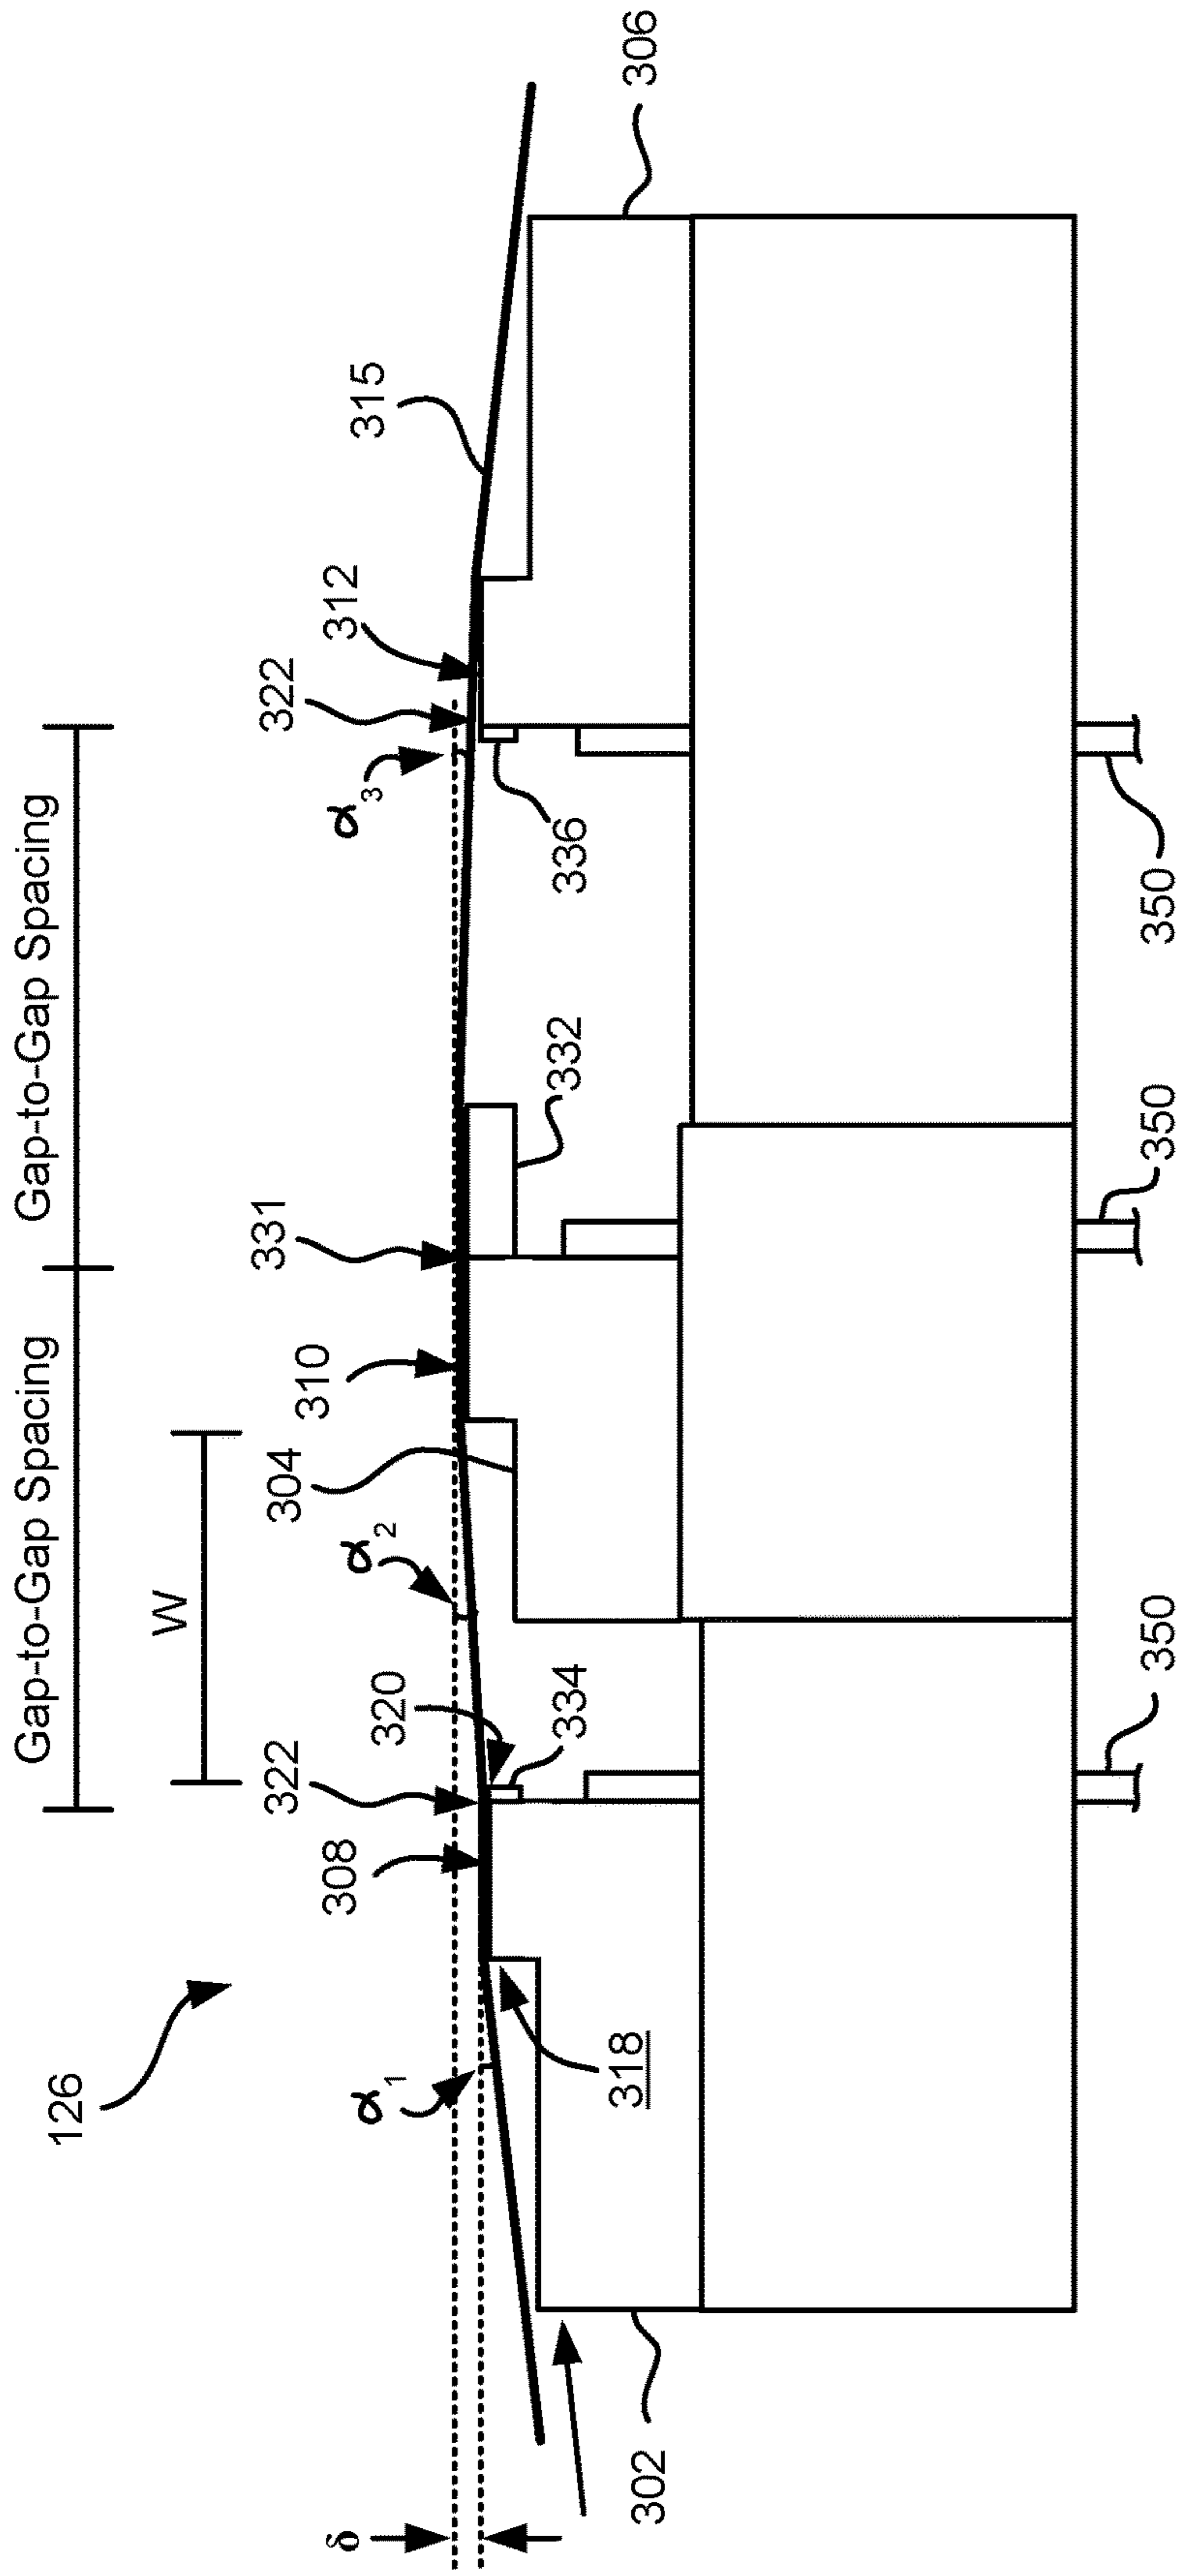 Gap-to-Gap Spacing
Gap-to-Gap Spacing
W
126
δ
α1
308
322
320
334
α2
304
310
331
332
α3
322
312
336
315
306
318
302
350
350
350